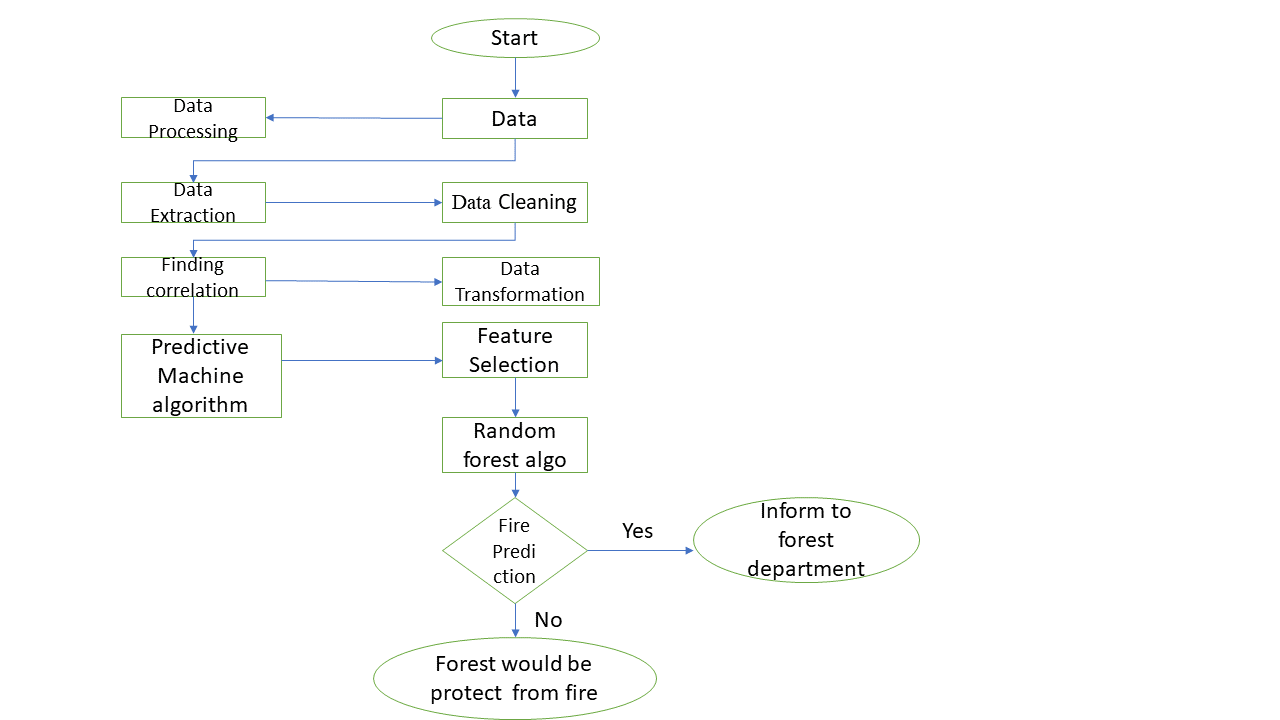 Start
Data
Processing
Data
Data
Extraction
Data Cleaning
Finding
correlation
Data
Transformation
Predictive
Machine
algorithm
Feature
Selection
Random
forest algo
Fire
Predi
ction
Yes
Inform to
forest
department
No
Forest would be
protect  from fire